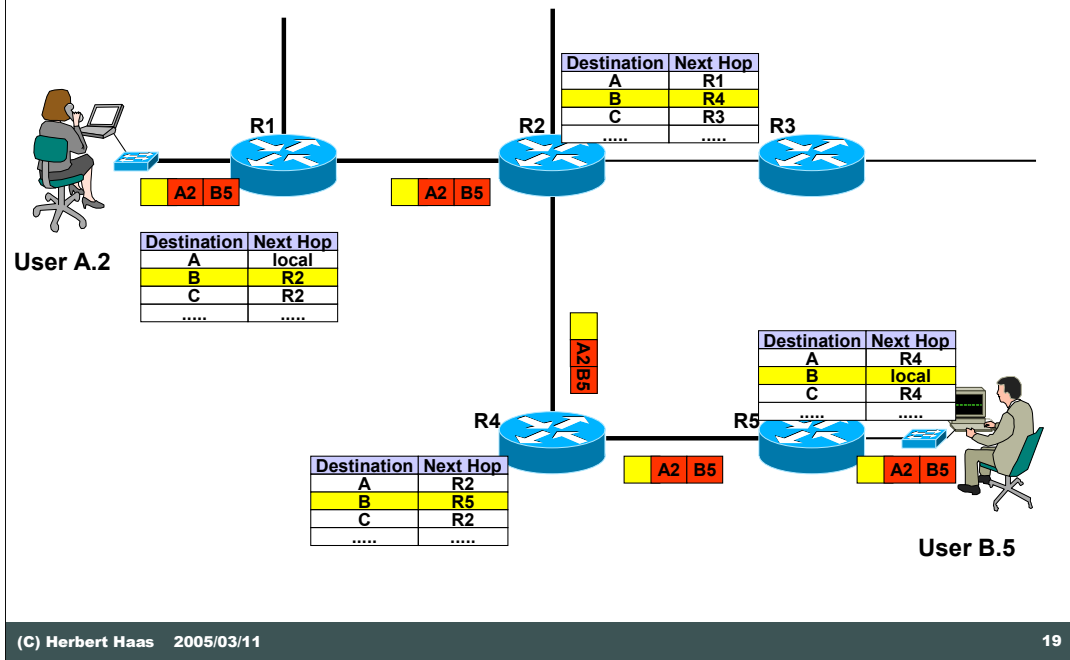 Destination Next Hop
A R1
B R4
C R3
..... .....
R1
R2
R3
A2 B5
A2 B5
User A.2
Destination Next Hop
A local
B R2
C R2
..... .....
A2 B5
Destination Next Hop
A R4
B local
C R4
..... .....
R4
R5
Destination Next Hop
A R2
B R5
C R2
..... .....
A2 B5
A2 B5
User B.5
(C) Herbert Haas 2005/03/11
19